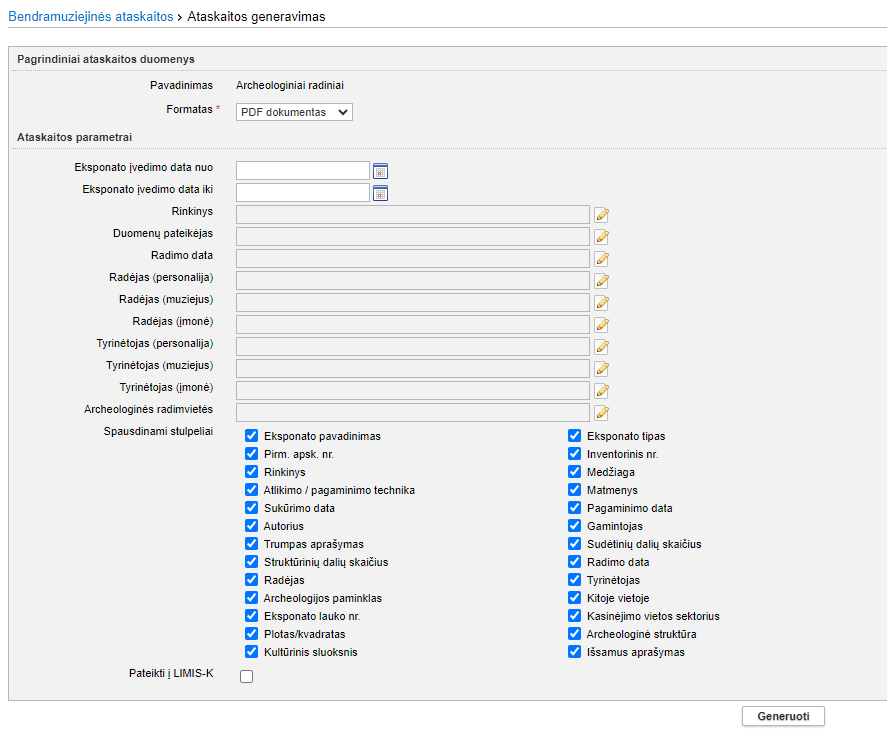 Bendramuziejinės ataskaitos › Ataskaitos generavimas
Pagrindiniai ataskaitos duomenys
Pavadinimas Archeologiniai radiniai
Formatas * PDF dokumentas
Ataskaitos parametrai
Eksponato įvedimo data nuo
Eksponato įvedimo data iki
Rinkinys
Duomenų pateikėjas
Radimo data
Radėjas (personalija)
Radėjas (muziejus)
Radėjas (įmonė)
Tyrinėtojas (personalija)
Tyrinėtojas (muziejus)
Tyrinėtojas (įmonė)
Archeologinės radimvietės
Spausdinami stulpeliai
Eksponato pavadinimas Eksponato tipas
Pirm. apsk. nr. Inventorinis nr.
Rinkinys Medžiaga
Atlikimo / pagaminimo technika Matmenys
Sukūrimo data Pagaminimo data
Autorius Gamintojas
Trumpas aprašymas Sudėtinių dalių skaičius
Struktūrinių dalių skaičius Radimo data
Radėjas Tyrinėtojas
Archeologijos paminklas Kitoje vietoje
Eksponato lauko nr. Kasinėjimo vietos sektorius
Plotas/kvadratas Archeologinė struktūra
Kultūrinis sluoksnis Išsamus aprašymas
Pateikti į LIMIS-K
Generuoti